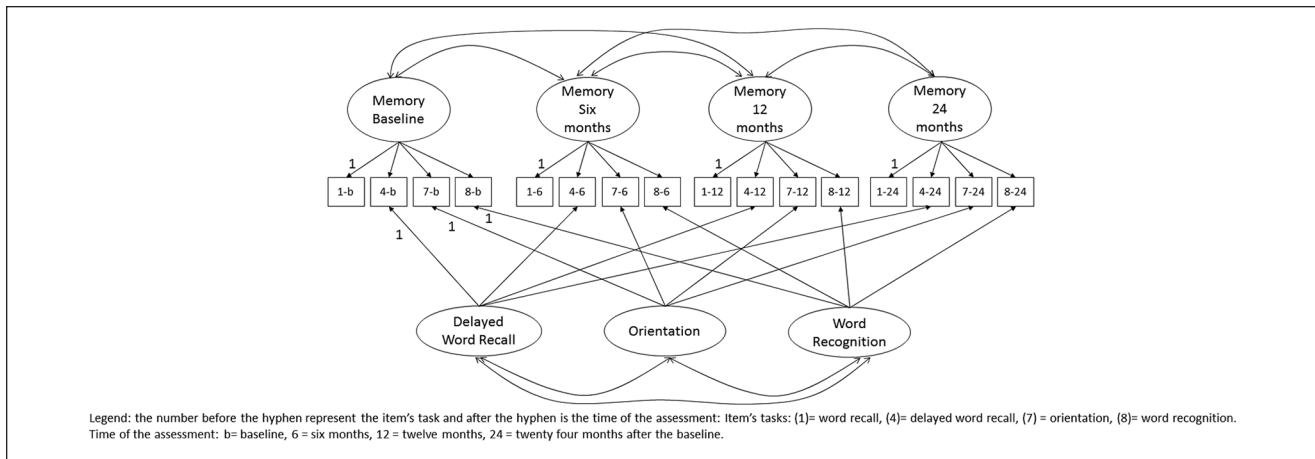 Memory
Baseline
Memory
Six
months
Memory
12
months
Memory
24
months
1
1
1
1
1-b
4-b
7-b
8-b
1-6
4-6
7-6
8-6
1-12
4-12
7-12
8-12
1-24
4-24
7-24
8-24
1
1
1
Delayed
Word Recall
Orientation
Word
Recognition
Legend: the number before the hyphen represent the item's task and after the hyphen is the time of the assessment: Item's tasks: (1)= word recall, (4)= delayed word recall, (7) = orientation, (8)= word recognition.
Time of the assessment: b= baseline, 6 = six months, 12 = twelve months, 24 = twenty four months after the baseline.